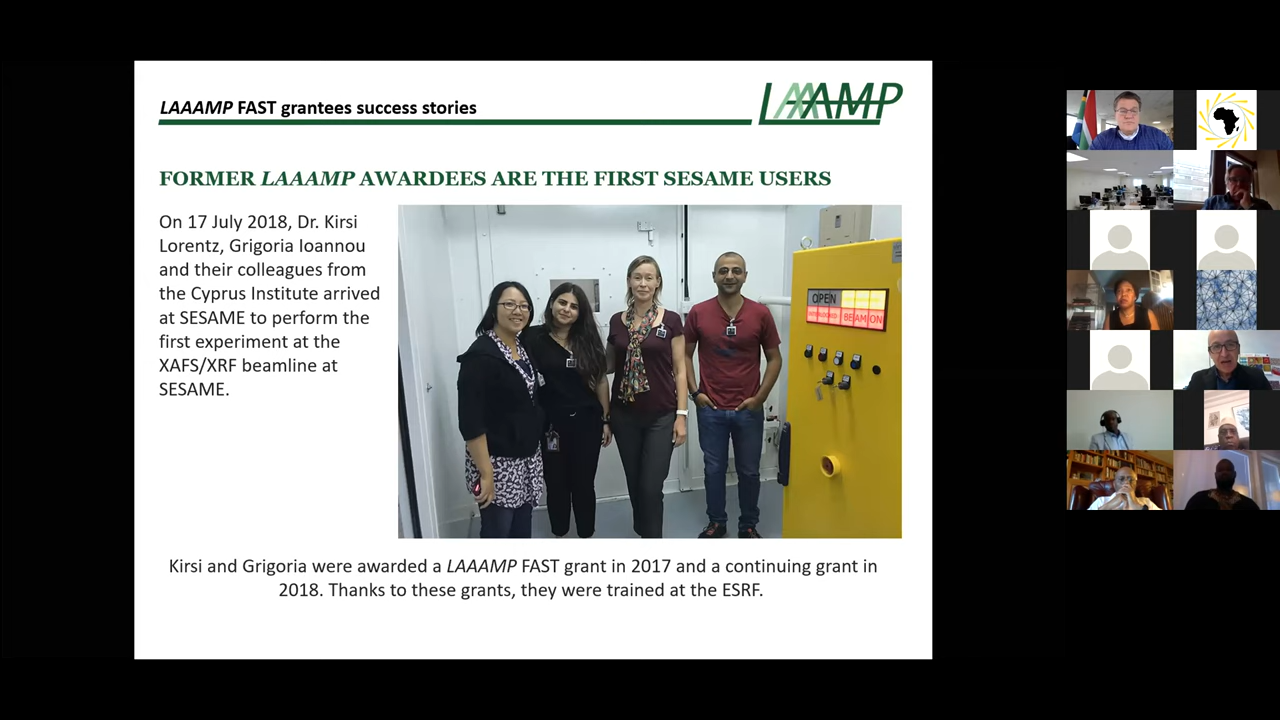 LAAAMP FAST grantees success stories
LAAAMP
FORMER LAAAMP AWARDEES ARE THE FIRST SESAME USERS
On 17 July 2018, Dr. Kirsi
Lorentz, Grigoria Ioannou
and their colleagues from
the Cyprus Institute arrived
at SESAME to perform the
first experiment at the
XAFS/XRF beamline at
SESAME.
OPEN
BEAM ON
Kirsi and Grigoria were awarded a LAAAMP FAST grant in 2017 and a continuing grant in
2018. Thanks to these grants, they were trained at the ESRF.